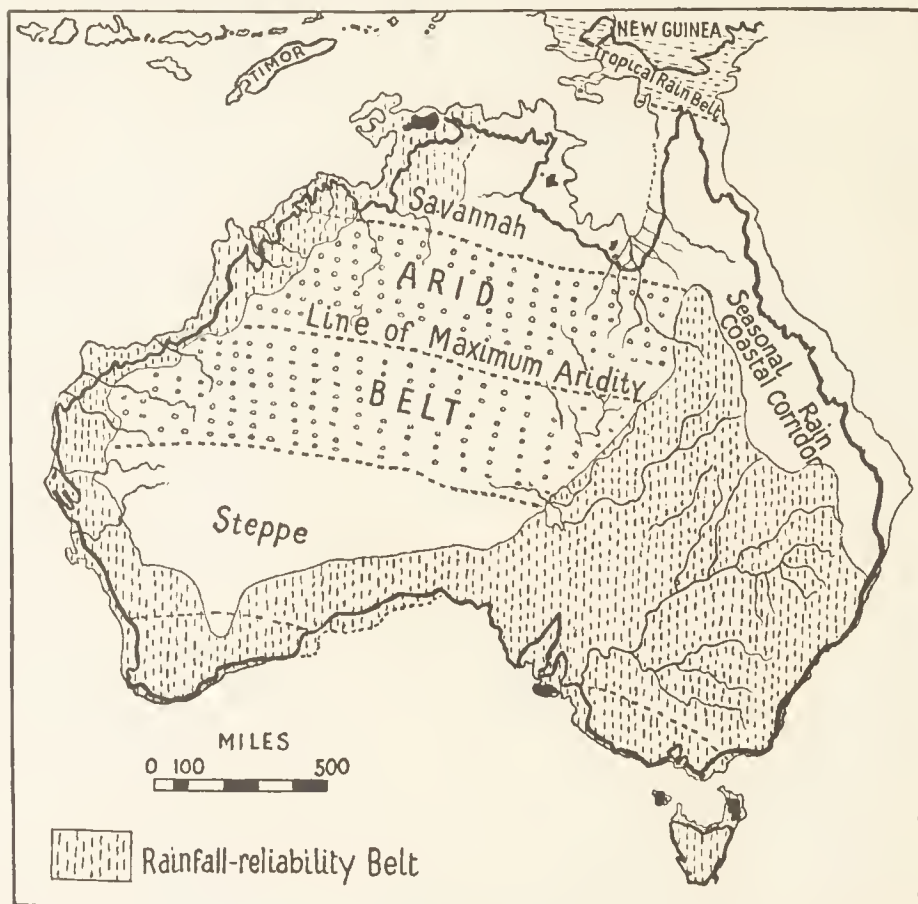 NEW GUINEA
Tropical Rain Belt
TIMOR
Savannah
ARID
Line of Maximum Aridity
BELT
Seasonal Rain
Coastal corridor
Steppe
MILES
0 100 500
Rainfall-reliability Belt